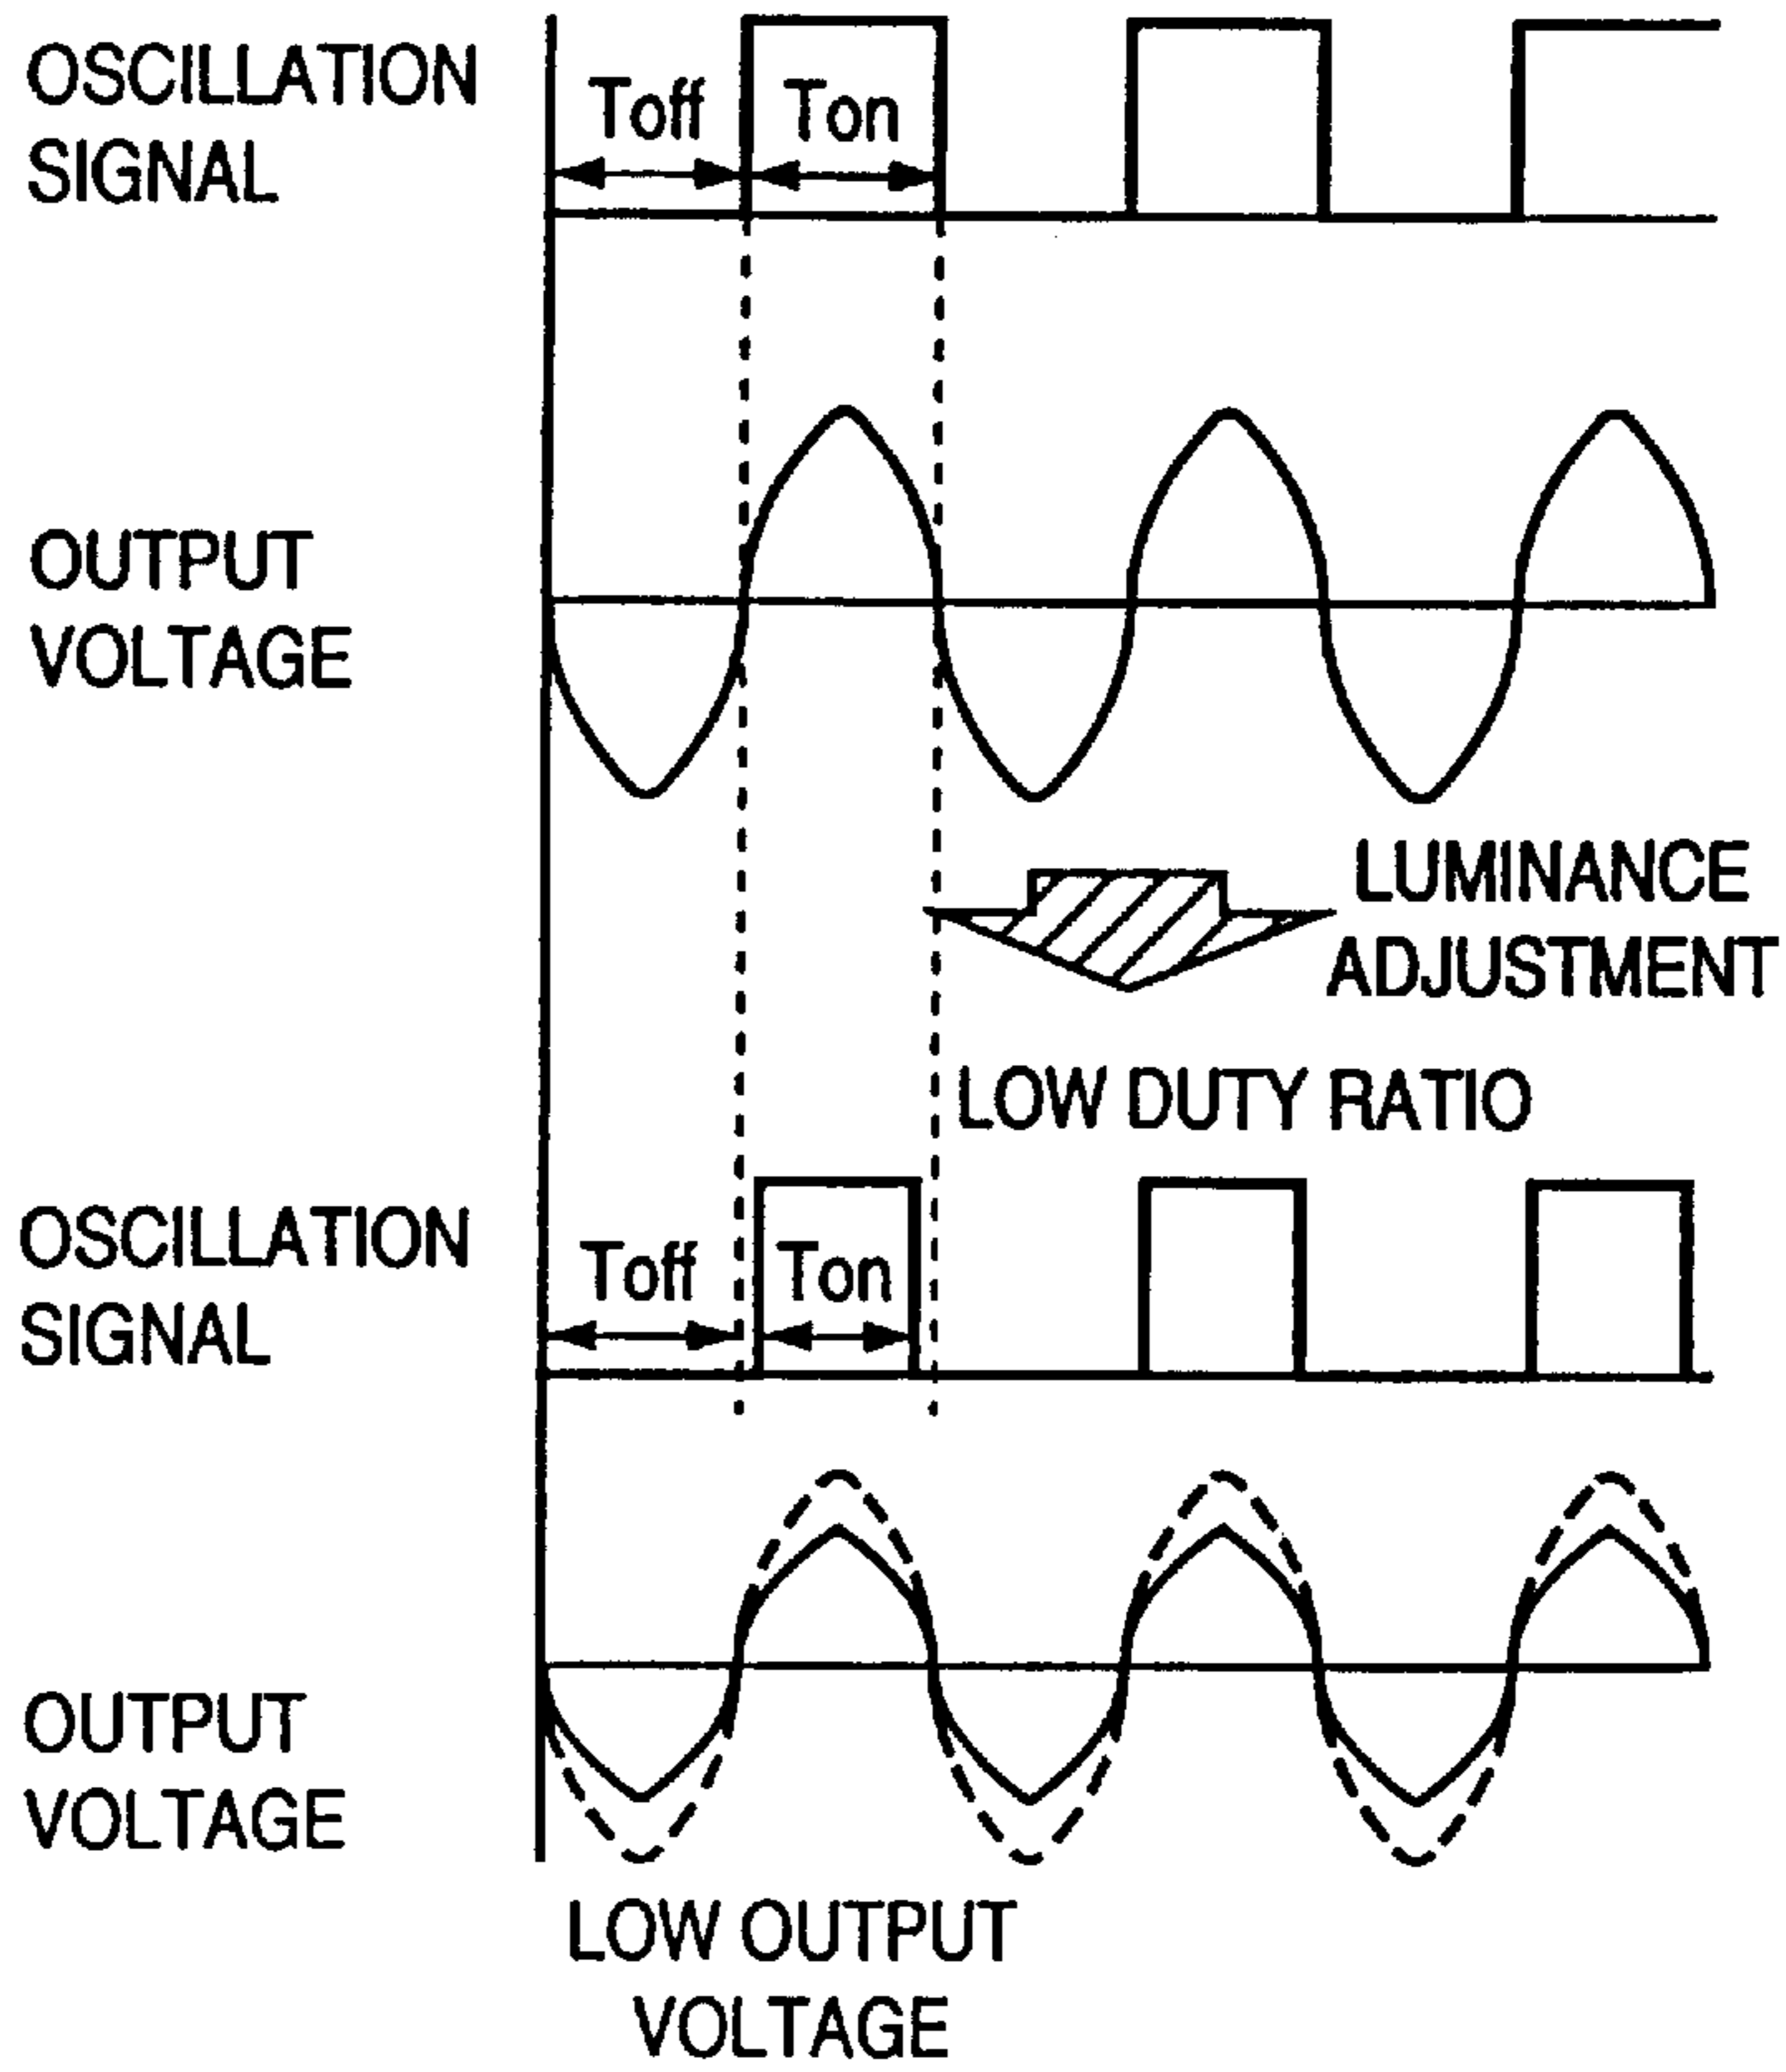 OSCILLATION
SIGNAL
Toff
Ton
OUTPUT
VOLTAGE
LUMINANCE
ADJUSTMENT
LOW DUTY RATIO
OSCILLATION
SIGNAL
Toff
Ton
OUTPUT
VOLTAGE
LOW OUTPUT
VOLTAGE